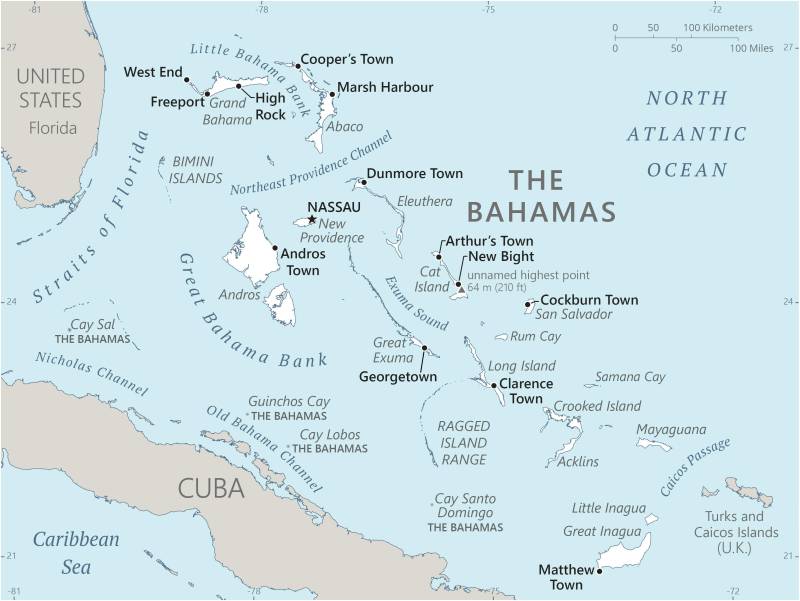 -81
-78
-75
-72
0 50 100 Kilometers
0 50 100 Miles
27
27
Little Bahama Bank
Cooper's Town
West End
Marsh Harbour
Freeport
Grand
Bahama
High
Rock
Abaco
UNITED
STATES
Florida
NORTH
ATLANTIC
OCEAN
Straits of Florida
BIMINI
ISLANDS
Northeast Providence Channel
Dunmore Town
THE
BAHAMAS
Eleuthera
NASSAU
New
Providence
Andros
Town
Andros
Arthur's Town
New Bight
Cat
Island
unnamed highest point
64 m (210 ft)
Great Bahama Bank
Exuma Sound
24
24
Cockburn Town
San Salvador
Cay Sal
THE BAHAMAS
Rum Cay
Great
Exuma
Georgetown
Nicholas Channel
Long Island
Clarence
Town
Samana Cay
Crooked Island
Guinchos Cay
THE BAHAMAS
Old Bahama Channel
Cay Lobos
THE BAHAMAS
RAGGED
ISLAND
RANGE
Mayaguana
Acklins
Caicos Passage
CUBA
Cay Santo
Domingo
THE BAHAMAS
Little Inagua
Great Inagua
Turks and
Caicos Islands
(U.K.)
Caribbean
Sea
21
21
Matthew
Town
-81
-78
-75
-72